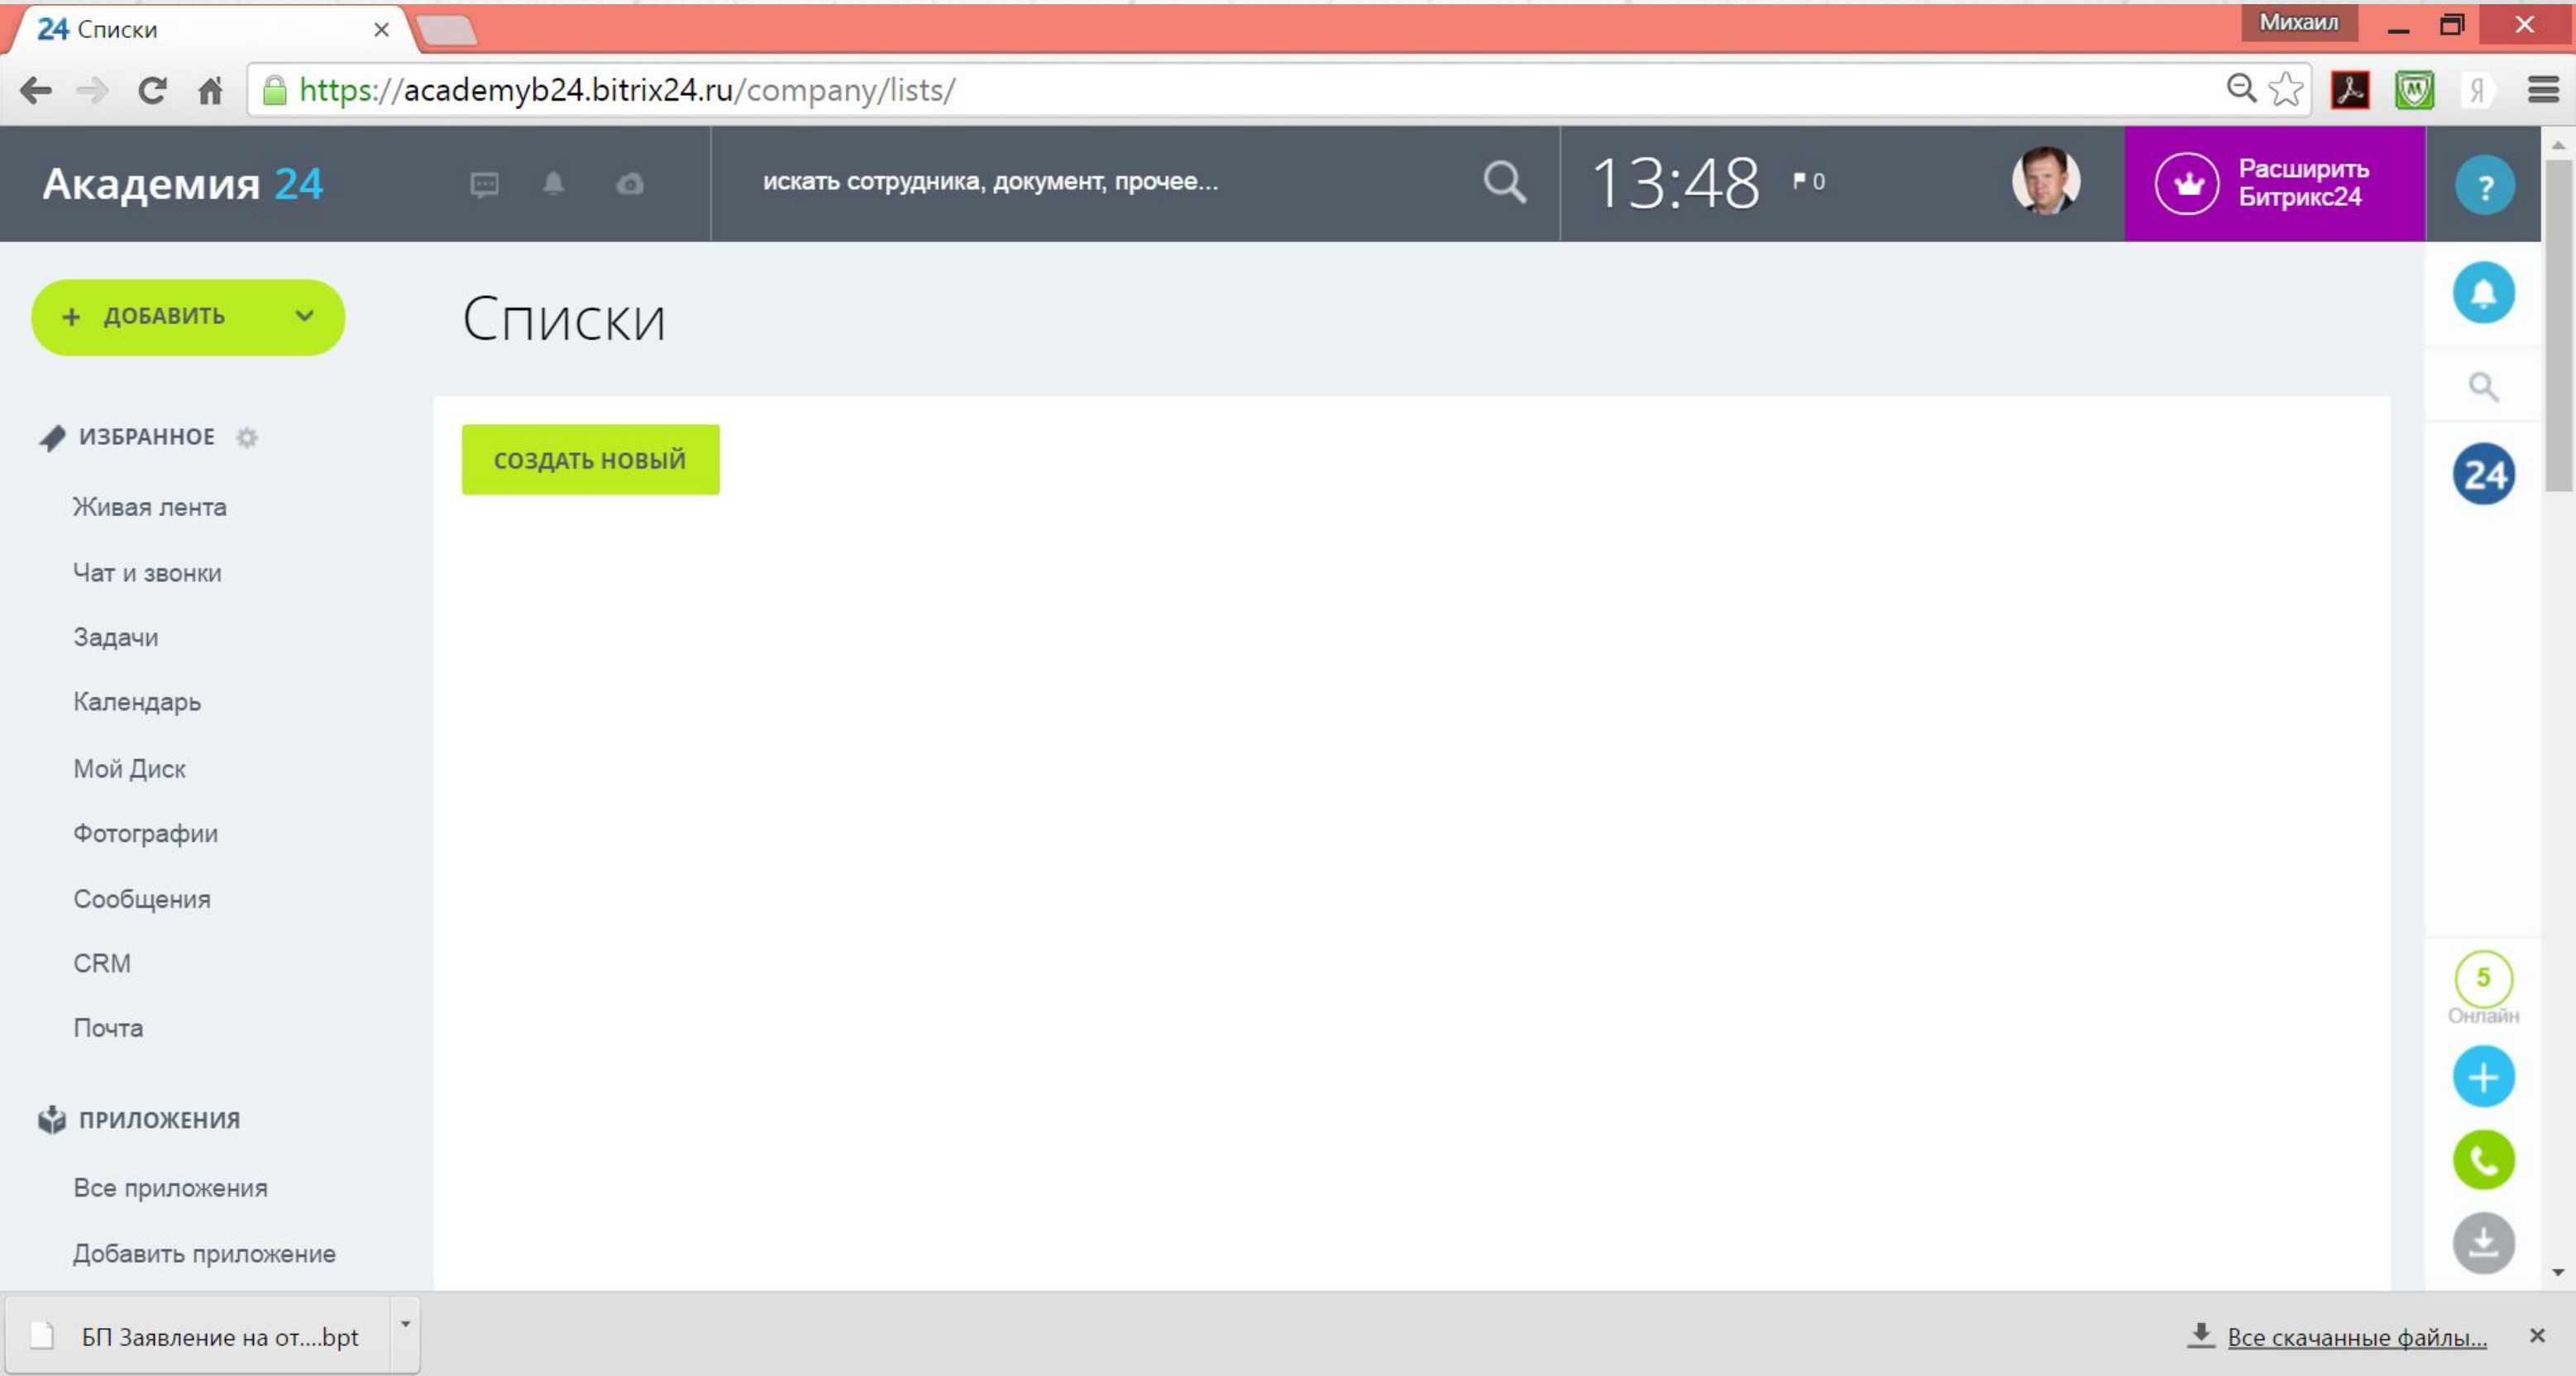 24 Списки
Михаил
https://academyb24.bitrix24.ru/company/lists/
Я
Академия 24
искать сотрудника, документ, прочее...
13:48
0
Расширить
Битрикс24
?
+ ДОБАВИТЬ
Списки
ИЗБРАННОЕ
СОЗДАТЬ НОВЫЙ
24
Живая лента
Чат и звонки
Задачи
Календарь
Мой Диск
Фотографии
Сообщения
CRM
Почта
5
Онлайн
ПРИЛОЖЕНИЯ
Все приложения
Добавить приложение
БП Заявление на от....bpt
Все скачанные файлы...